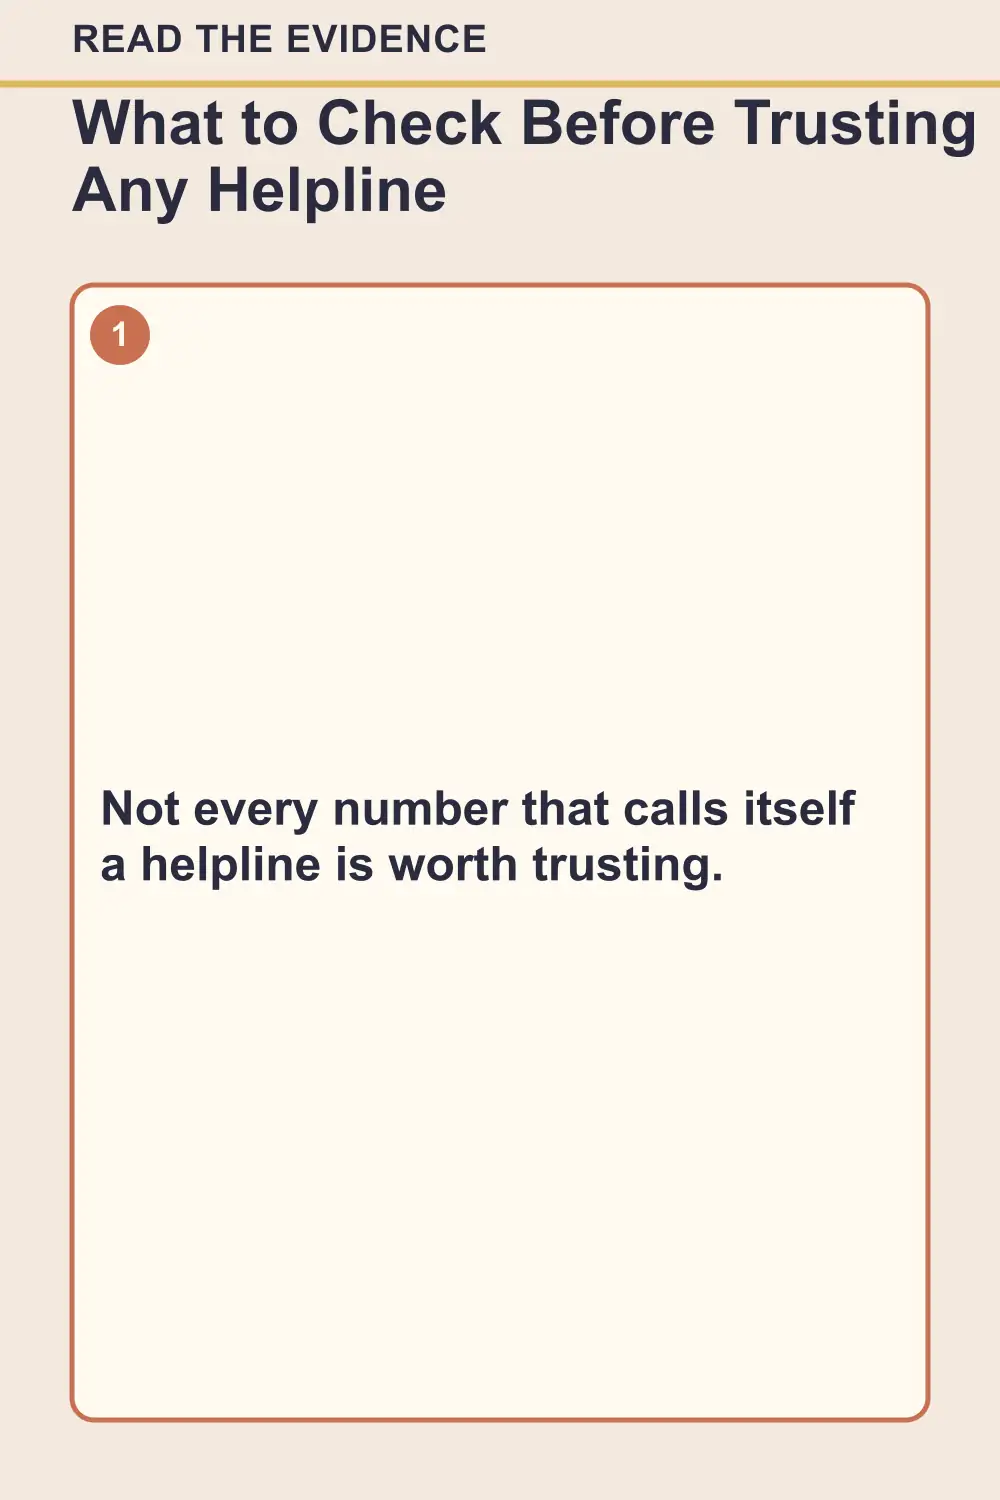 READ THE EVIDENCE
What to Check Before Trusting
Any Helpline
1
Not every number that calls itself
a helpline is worth trusting.